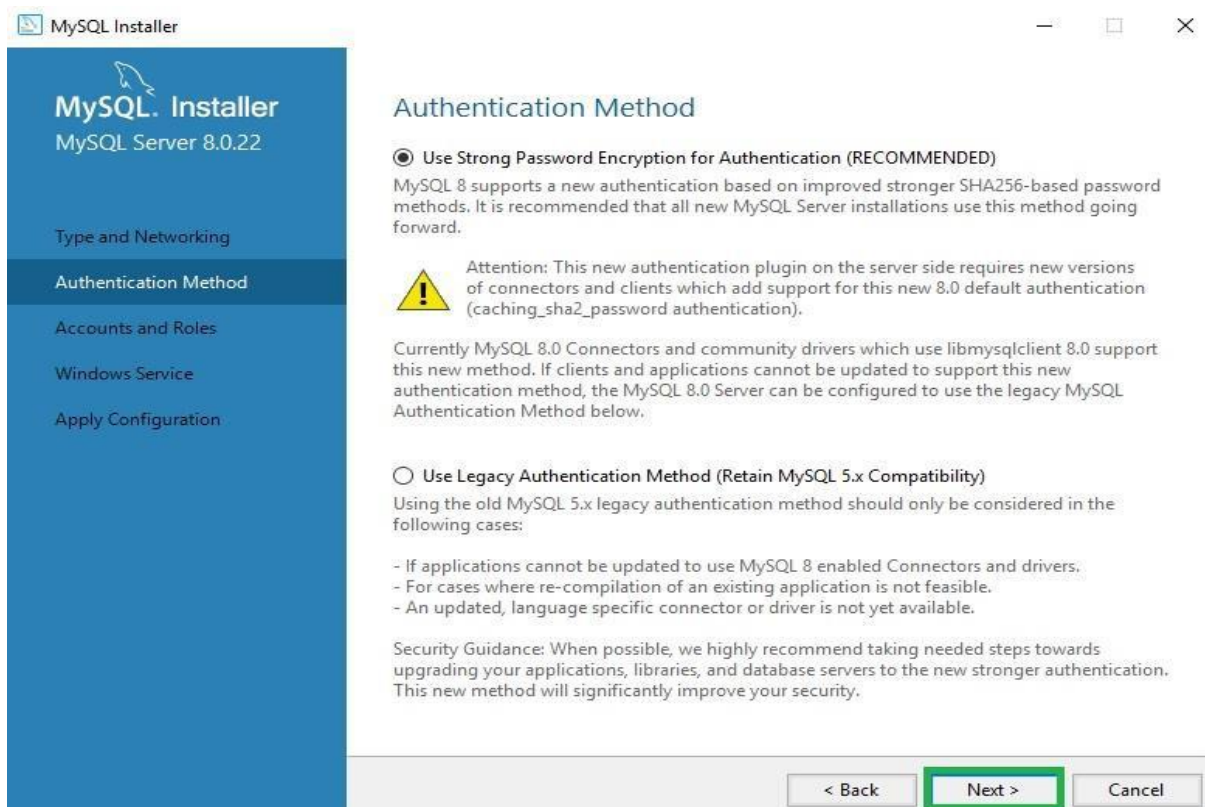 MySQL Installer
MySQL. Installer
MySQL Server 8.0.22
Type and Networking
Authentication Method
Accounts and Roles
Windows Service
Apply Configuration
Authentication Method
Use Strong Password Encryption for Authentication (RECOMMENDED)
MySQL 8 supports a new authentication based on improved stronger SHA256-based password
methods. It is recommended that all new MySQL Server installations use this method going
forward.
Attention: This new authentication plugin on the server side requires new versions
of connectors and clients which add support for this new 8.0 default authentication
(caching_sha2_password authentication).
Currently MySQL 8.0 Connectors and community drivers which use libmysqlclient 8.0 support
this new method. If clients and applications cannot be updated to support this new
authentication method, the MySQL 8.0 Server can be configured to use the legacy MySQL
Authentication Method below.
Use Legacy Authentication Method (Retain MySQL 5.x Compatibility)
Using the old MySQL 5.x legacy authentication method should only be considered in the
following cases:
- If applications cannot be updated to use MySQL 8 enabled Connectors and drivers.
- For cases where re-compilation of an existing application is not feasible.
- An updated, language specific connector or driver is not yet available.
Security Guidance: When possible, we highly recommend taking needed steps towards
upgrading your applications, libraries, and database servers to the new stronger authentication.
This new method will significantly improve your security.
< Back
Next >
Cancel